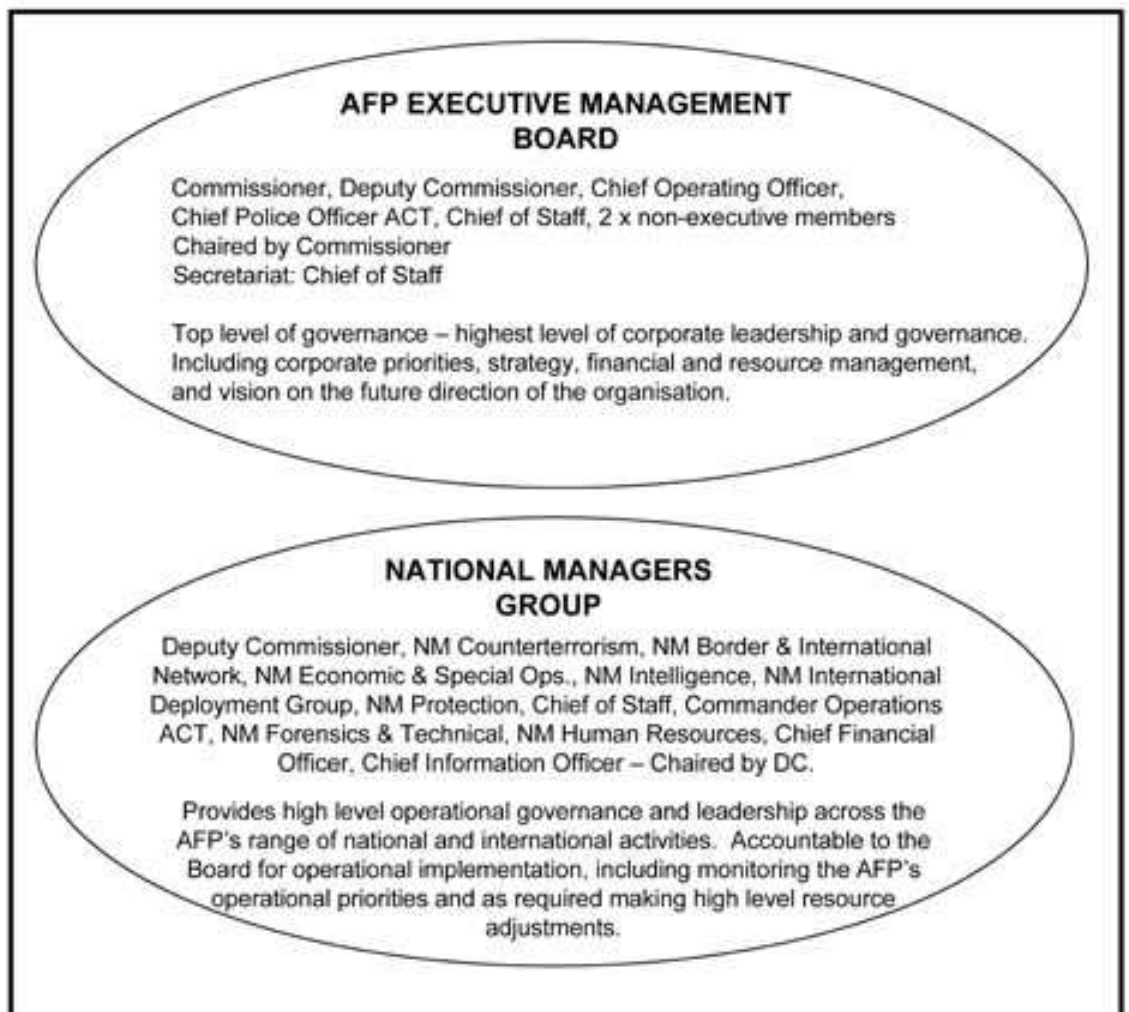 AFP EXECUTIVE MANAGEMENT
BOARD
Commissioner, Deputy Commissioner, Chief Operating Officer,
Chief Police Officer ACT, Chief of Staff, 2 x non-executive members
Chaired by Commissioner
Secretariat: Chief of Staff
Top level of governance – highest level of corporate leadership and governance.
Including corporate priorities, strategy, financial and resource management,
and vision on the future direction of the organisation.
NATIONAL MANAGERS
GROUP
Deputy Commissioner, NM Counterterrorism, NM Border & International
Network, NM Economic & Special Ops., NM Intelligence, NM International
Deployment Group, NM Protection, Chief of Staff, Commander Operations
ACT, NM Forensics & Technical, NM Human Resources, Chief Financial
Officer, Chief Information Officer – Chaired by DC.
Provides high level operational governance and leadership across the
AFP's range of national and international activities.  Accountable to the
Board for operational implementation, including monitoring the AFP's
operational priorities and as required making high level resource
adjustments.